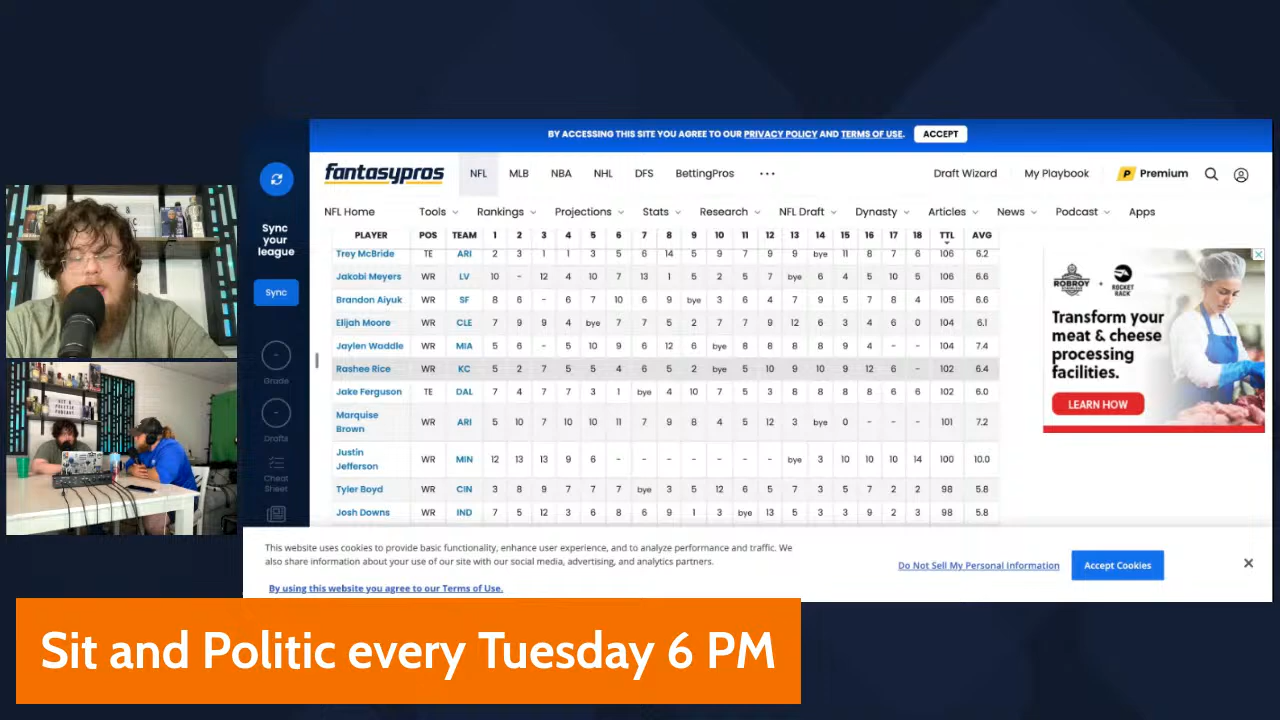 BY ACCESSING THIS SITE YOU AGREE TO OUR PRIVACY POLICY AND TERMS OF USE. ACCEPT
fantasypros NFL MLB NBA NHL DFS BettingPros ... Draft Wizard My Playbook P Premium
NFL Home Tools Rankings Projections Stats Research NFL Draft Dynasty Articles News Podcast Apps
Sync
your
league
Sync
Grade
Drafts
Cheat
Sheet
PLAYER POS TEAM 1 2 3 4 5 6 7 8 9 10 11 12 13 14 15 16 17 18 TTL AVG
Trey McBride TE ARI 2 3 1 1 3 5 6 14 5 9 7 9 9 bye 11 8 7 6 106 6.2
Jakobi Meyers WR LV 10 - 12 4 10 7 13 1 5 2 5 7 bye 6 4 5 10 5 106 6.6
Brandon Aiyuk WR SF 8 6 - 6 7 10 6 9 bye 3 6 4 7 9 5 7 8 4 105 6.6
Elijah Moore WR CLE 7 9 9 4 bye 7 7 5 2 7 7 9 12 6 3 4 6 0 104 6.1
Jaylen Waddle WR MIA 5 6 - 5 10 9 6 12 6 bye 8 8 8 8 9 4 - - 104 7.4
Rashee Rice WR KC 5 2 7 5 5 4 6 5 2 bye 5 10 9 10 9 12 6 - 102 6.4
Jake Ferguson TE DAL 7 4 7 7 3 1 bye 4 10 7 5 3 8 8 8 8 6 6 102 6.0
Marquise
Brown WR ARI 5 10 7 10 10 11 7 9 8 4 5 12 3 bye 0 - - - 101 7.2
Justin
Jefferson WR MIN 12 13 13 9 6 - - - - - - - bye 3 10 10 10 14 100 10.0
Tyler Boyd WR CIN 3 8 9 7 7 7 bye 3 5 12 6 5 7 3 5 7 2 2 98 5.8
Josh Downs WR IND 7 5 12 3 6 8 6 9 1 3 bye 13 5 3 3 9 2 3 98 5.8
ROBROY + ROCKET RACK
Transform your
meat & cheese
processing
facilities.
LEARN HOW
This website uses cookies to provide basic functionality, enhance user experience, and to analyze performance and traffic. We
also share information about your use of our site with our social media, advertising, and analytics partners.
By using this website you agree to our Terms of Use.
Do Not Sell My Personal Information
Accept Cookies
Sit and Politic every Tuesday 6 PM